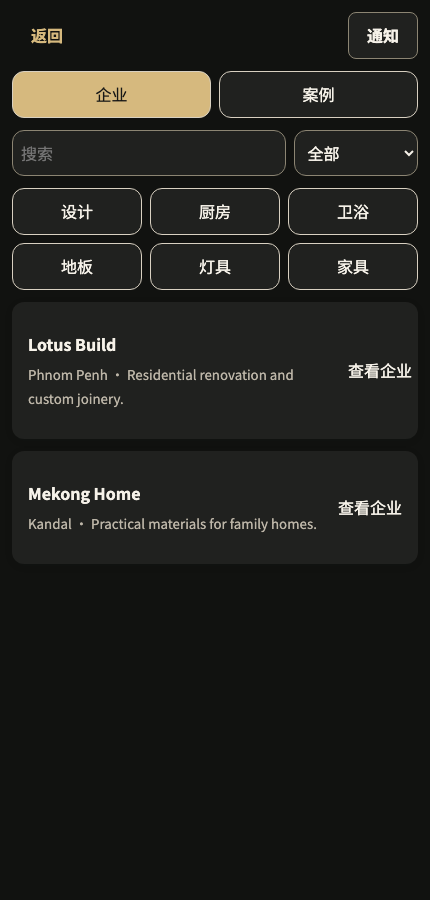 返回 通知
企业 案例
搜索 全部
设计 厨房 卫浴
地板 灯具 家具
Lotus Build
Phnom Penh · Residential renovation and
custom joinery.
查看企业
Mekong Home
Kandal · Practical materials for family homes.
查看企业